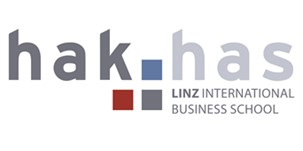 hak has
LINZ INTERNATIONAL
BUSINESS SCHOOL